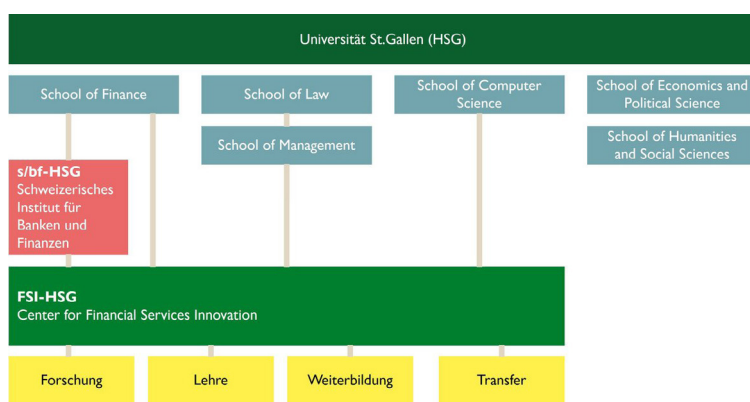 Universität St.Gallen (HSG)
School of Finance
School of Law
School of Computer
Science
School of Economics and
Political Science
School of Management
School of Humanities
and Social Sciences
s/bf-HSG
Schweizerisches
Institut für
Banken und
Finanzen
FSI-HSG
Center for Financial Services Innovation
Forschung
Lehre
Weiterbildung
Transfer